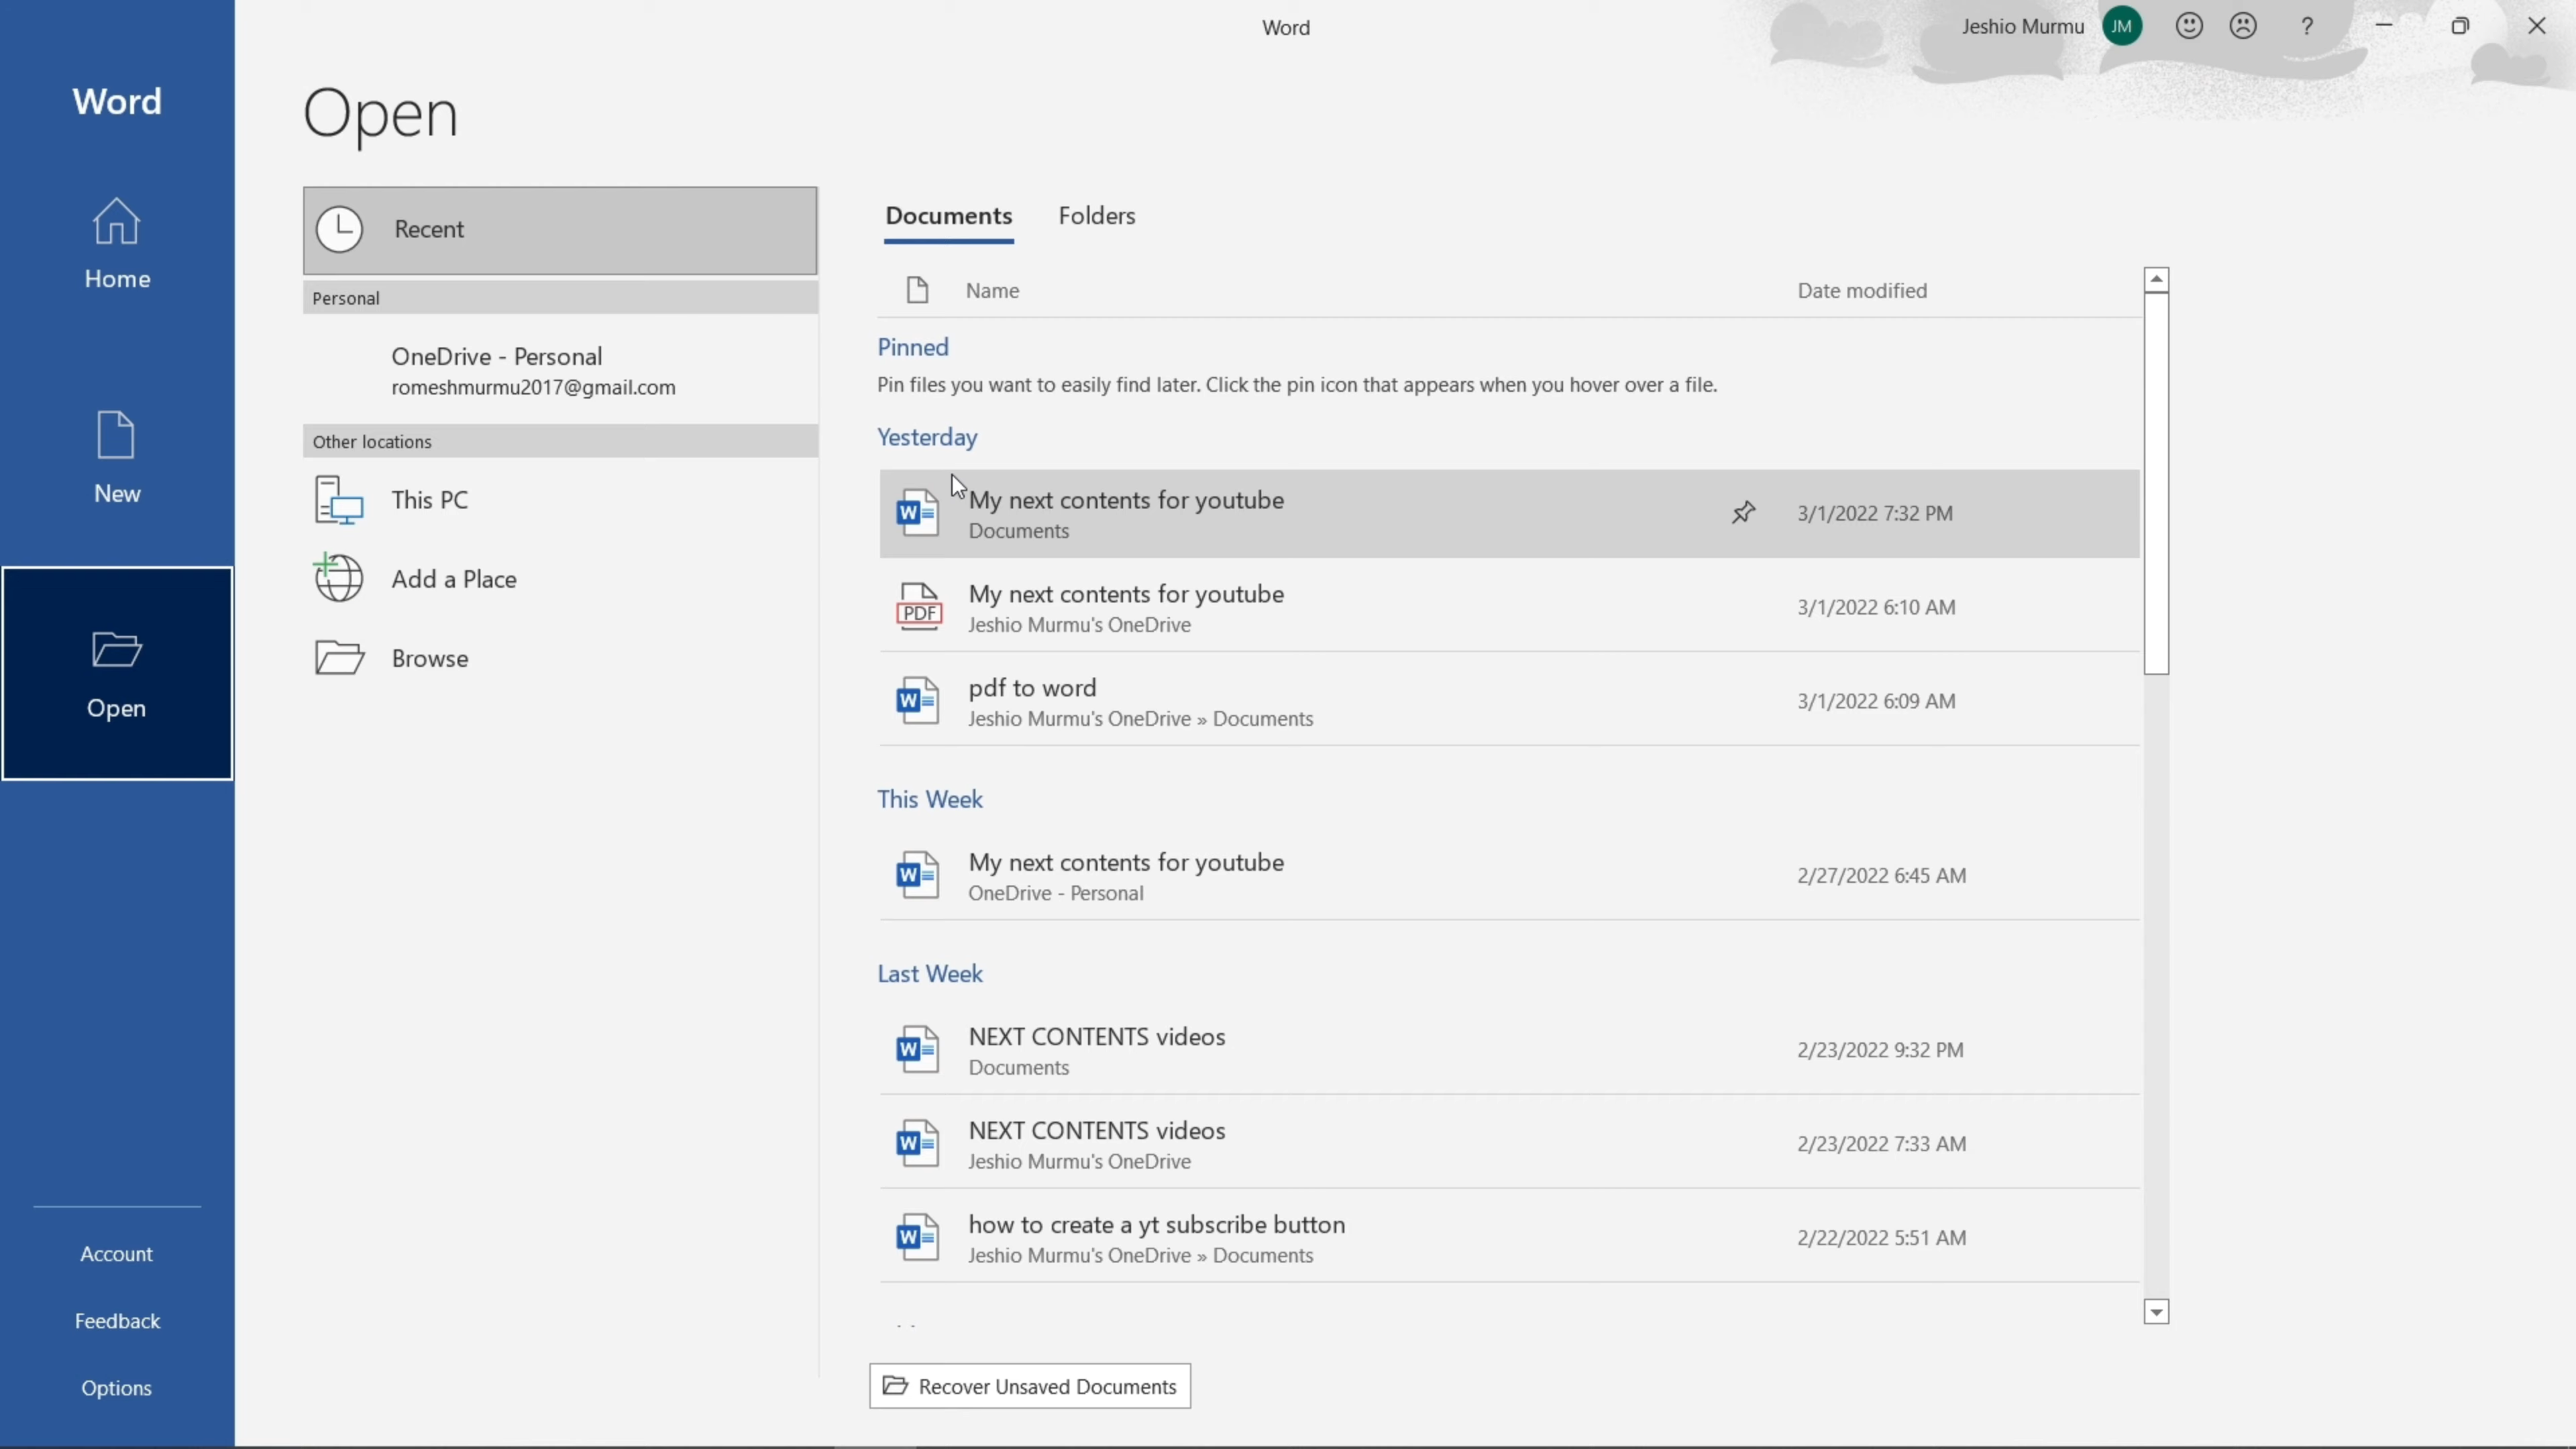 Word
Jeshio Murmu
JM
?
Word
Home
New
Open
Account
Feedback
Options
Open
Recent
Personal
OneDrive - Personal
romeshmurmu2017@gmail.com
Other locations
This PC
Add a Place
Browse
Documents
Folders
Name
Date modified
Pinned
Pin files you want to easily find later. Click the pin icon that appears when you hover over a file.
Yesterday
W
My next contents for youtube
Documents
3/1/2022 7:32 PM
PDF
My next contents for youtube
Jeshio Murmu's OneDrive
3/1/2022 6:10 AM
W
pdf to word
Jeshio Murmu's OneDrive » Documents
3/1/2022 6:09 AM
This Week
W
My next contents for youtube
OneDrive - Personal
2/27/2022 6:45 AM
Last Week
W
NEXT CONTENTS videos
Documents
2/23/2022 9:32 PM
W
NEXT CONTENTS videos
Jeshio Murmu's OneDrive
2/23/2022 7:33 AM
W
how to create a yt subscribe button
Jeshio Murmu's OneDrive » Documents
2/22/2022 5:51 AM
Recover Unsaved Documents